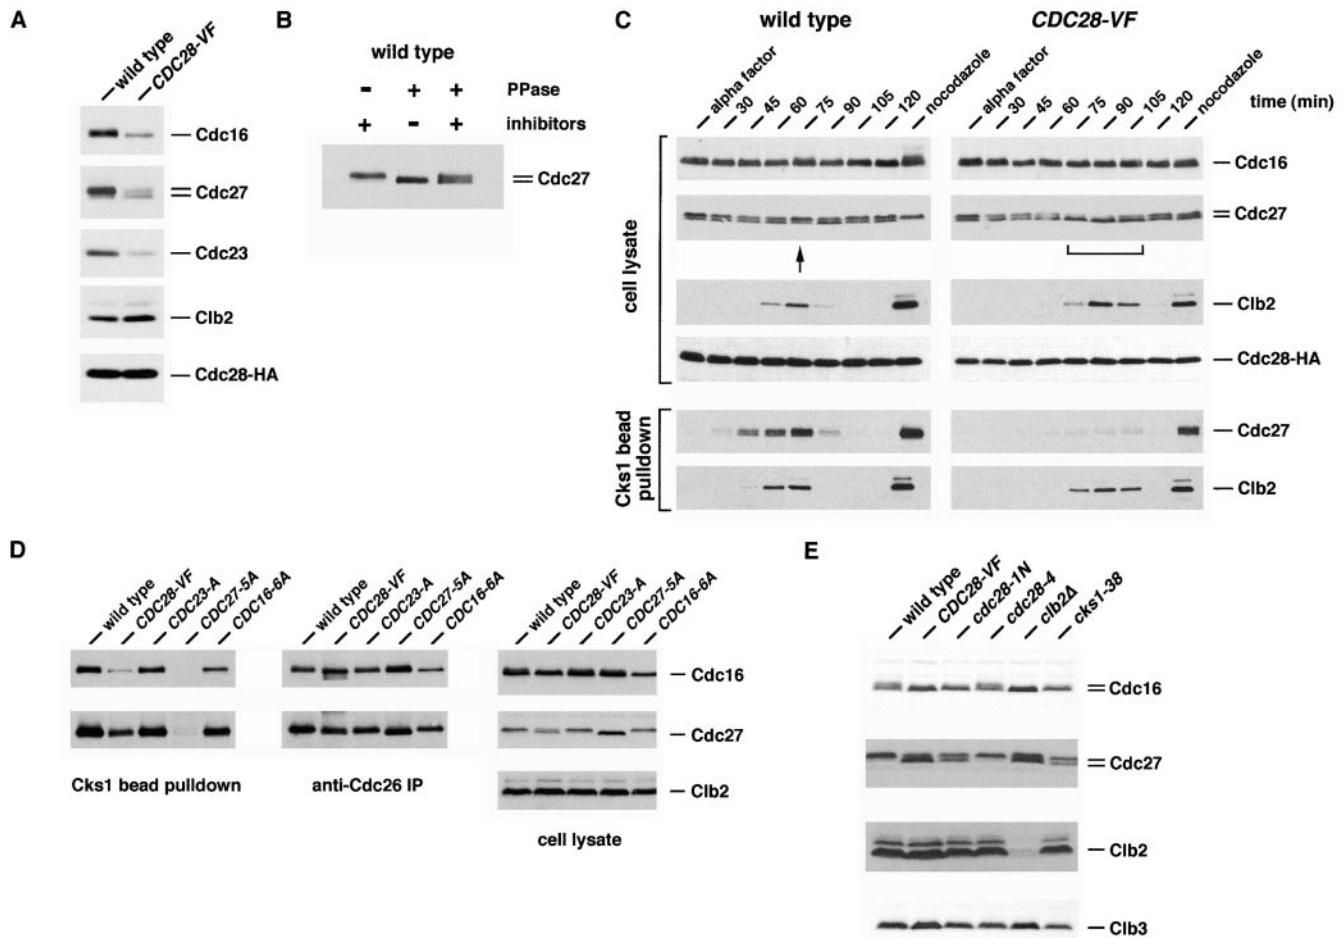 A
wild type
CDC28-VF
Cdc16
Cdc27
Cdc23
Clb2
Cdc28-HA
B
wild type
- + + PPase
+ - + inhibitors
Cdc27
C
wild type CDC28-VF
alpha factor 30 45 60 75 90 105 120 nocodazole alpha factor 30 45 60 75 90 105 120 nocodazole time (min)
cell lysate
Cdc16
Cdc27
Clb2
Cdc28-HA
Cks1 bead
pulldown
Cdc27
Clb2
D
wild type CDC28-VF CDC23-A CDC27-5A CDC16-6A wild type CDC28-VF CDC23-A CDC27-5A CDC16-6A wild type CDC28-VF CDC23-A CDC27-5A CDC16-6A
Cdc16
Cdc27
Clb2
Cks1 bead pulldown anti-Cdc26 IP
cell lysate
E
wild type CDC28-VF cdc28-1N cdc28-4 clb2Δ cks1-38
Cdc16
Cdc27
Clb2
Clb3